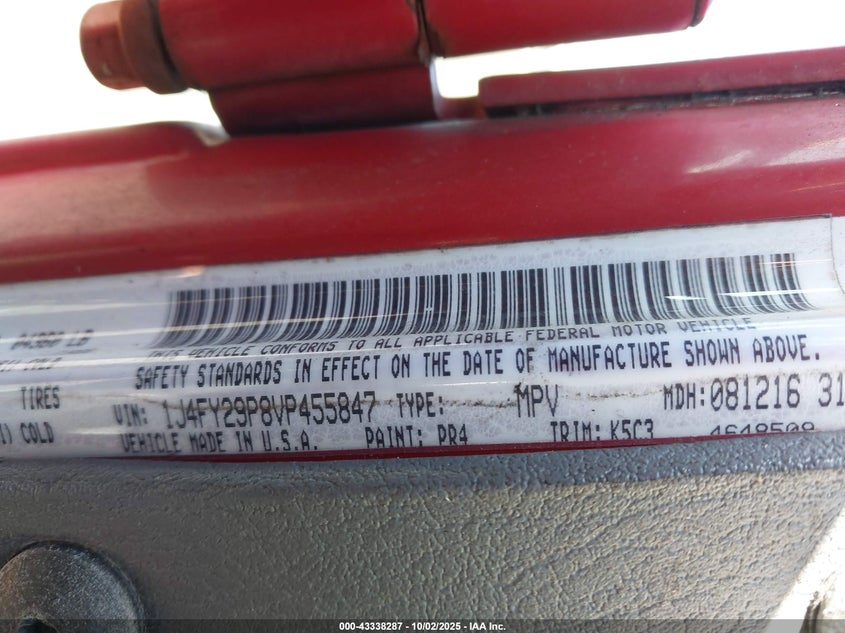 THIS VEHICLE CONFORMS TO ALL APPLICABLE FEDERAL MOTOR VEHICLE
SAFETY STANDARDS IN EFFECT ON THE DATE OF MANUFACTURE SHOWN ABOVE.
TIRES
VIN: 1J4FY29P8VP455847 TYPE: MPV MDH: 081216 31
COLD
VEHICLE MADE IN U.S.A. PAINT: PR4 TRIM: K5C3 4648509
000-43338287 - 10/02/2025 - IAA Inc.